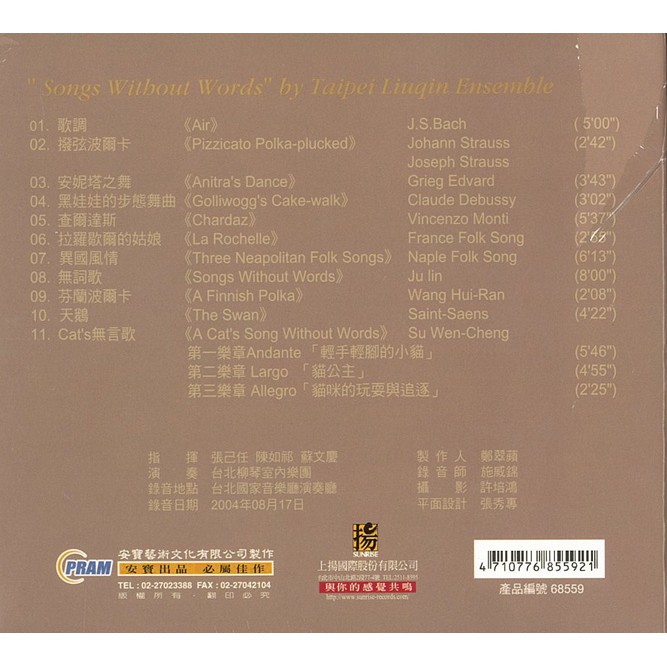 " Songs Without Words" by Taipei Liuqin Ensemble
01. 歌調 《Air》 J.S.Bach ( 5'00")
02. 撥弦波爾卡 《Pizzicato Polka-plucked》 Johann Strauss (2'42")
Joseph Strauss
03. 安妮塔之舞 《Anitra's Dance》 Grieg Edvard (3'43")
04. 黑娃娃的步態舞曲 《Golliwogg's Cake-walk》 Claude Debussy (3'02")
05. 查爾達斯 《Chardaz》 Vincenzo Monti (5'37")
06. 拉羅歇爾的姑娘 《La Rochelle》 France Folk Song (2'55")
07. 異國風情 《Three Neapolitan Folk Songs》 Naple Folk Song (6'13")
08. 無詞歌 《Songs Without Words》 Ju lin (8'00")
09. 芬蘭波爾卡 《A Finnish Polka》 Wang Hui-Ran (2'08")
10. 天鵝 《The Swan》 Saint-Saens (4'22")
11. Cat's無言歌 《A Cat's Song Without Words》 Su Wen-Cheng
第一樂章Andante「輕手輕腳的小貓」 (5'46")
第二樂章 Largo 「貓公主」 (4'55")
第三樂章 Allegro「貓咪的玩耍與追逐」 (2'25")
指 揮 張己任 陳如祁 蘇文慶
演 奏 台北柳琴室內樂團
錄音地點 台北國家音樂廳演奏廳
錄音日期 2004年08月17日
製 作 人 鄭翠蘋
錄 音 師 施威錦
攝 影 許培鴻
平面設計 張秀專
CPRAM
安寶藝術文化有限公司製作
安寶出品 必屬佳作
TEL : 02-27023388 FAX : 02-27042104
版權所有．翻印必究
揚
SUNRISE
上揚國際股份有限公司
與你的感覺共鳴
http://www.sunrise-records.com/
4 710776 855921
產品編號 68559